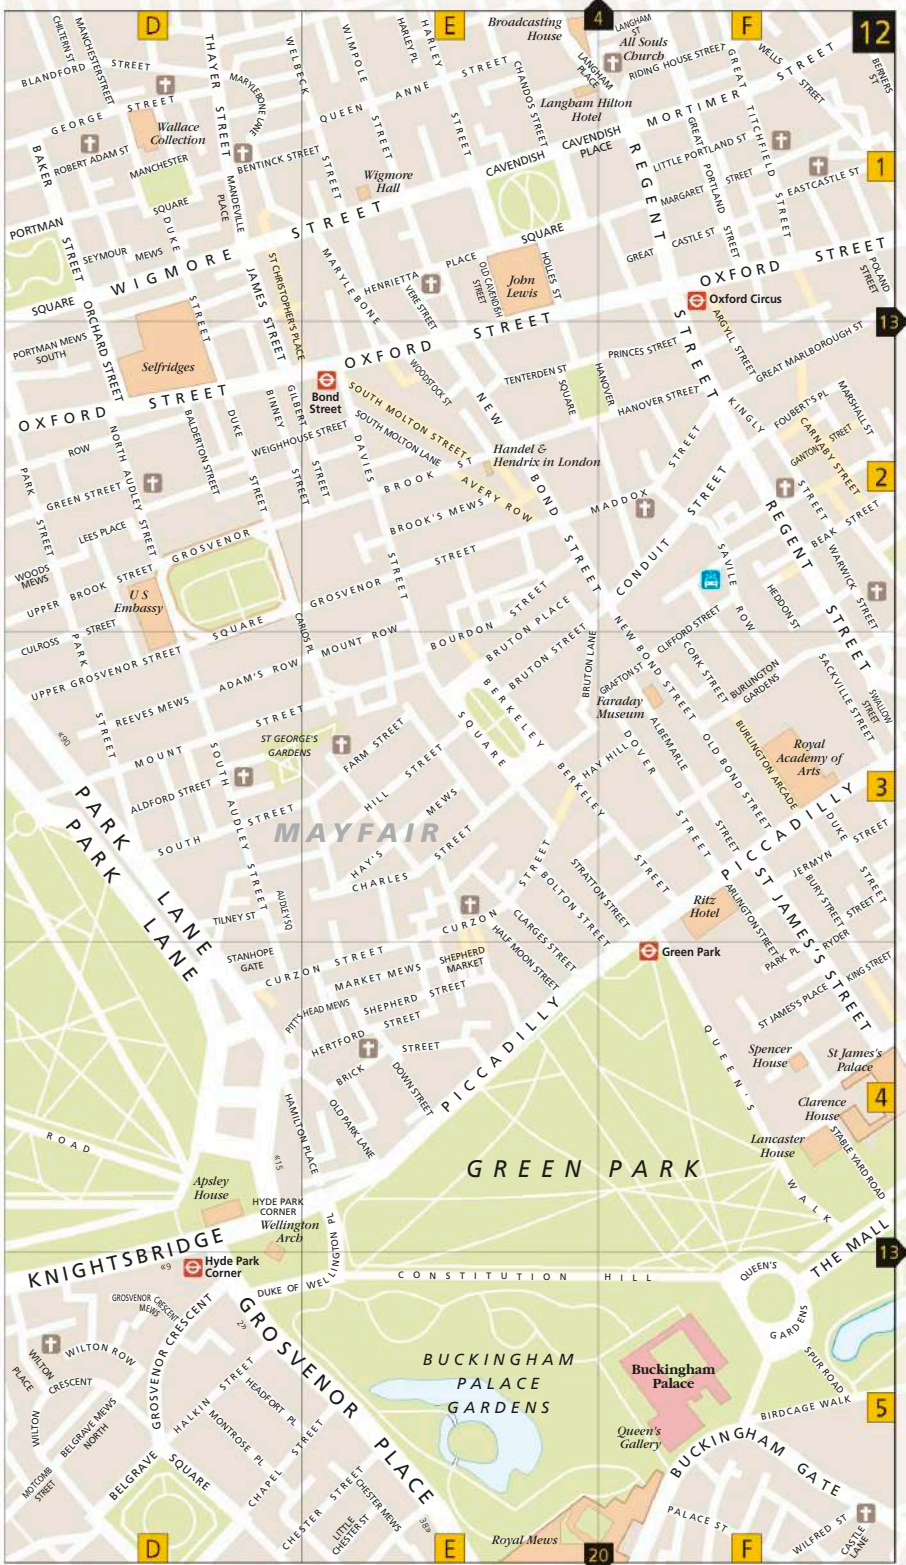 D
E
4
F
12
CHILTERN ST
MANCHESTER STREET
THAYER STREET
WELBECK STREET
WIMPOLE STREET
HARLEY PL
HARLEY STREET
Broadcasting
House
LANGHAM
ST
All Souls
Church
LANGHAM
PLACE
RIDING HOUSE STREET
GREAT TITCHFIELD STREET
WELLS STREET
BERNERS
ST
BLANDFORD STREET
MARYLEBONE LANE
QUEEN ANNE STREET
CHANDOS STREET
Langham Hilton
Hotel
MORTIMER STREET
GEORGE STREET
Wallace
Collection
BAKER STREET
ROBERT ADAM ST
MANCHESTER
SQUARE
BENTINCK STREET
Wigmore
Hall
CAVENDISH
SQUARE
CAVENDISH
PLACE
REGENT STREET
GREAT PORTLAND STREET
LITTLE PORTLAND ST
MARGARET STREET
EASTCASTLE ST
1
MANDEVILLE
PLACE
DUKE STREET
PORTMAN
SQUARE
SEYMOUR MEWS
WIGMORE STREET
JAMES STREET
ST CHRISTOPHER'S PLACE
MARYLEBONE
HENRIETTA PLACE
VERE STREET
OLD CAVENDISH
STREET
John
Lewis
HOLLES ST
GREAT CASTLE ST
OXFORD STREET
POLAND
STREET
Oxford Circus
ARGYLL STREET
13
ORCHARD STREET
PORTMAN MEWS
SOUTH
Selfridges
OXFORD STREET
Bond
Street
WOODSTOCK ST
NEW BOND STREET
TENTERDEN ST
HANOVER
SQUARE
PRINCES STREET
HANOVER STREET
GREAT MARLBOROUGH ST
KINGLY STREET
FOUBERT'S PL
MARSHALL ST
CARNABY STREET
GANTON STREET
OXFORD STREET
ROW
NORTH AUDLEY STREET
BALDERTON STREET
DUKE STREET
BINNEY STREET
GILBERT STREET
WEIGHHOUSE STREET
DAVIES STREET
SOUTH MOLTON STREET
SOUTH MOLTON LANE
BROOK ST
AVERY ROW
Handel &
Hendrix in London
2
PARK STREET
GREEN STREET
LEES PLACE
BROOK'S MEWS
MADDOX STREET
CONDUIT STREET
REGENT STREET
BEAK STREET
WARWICK STREET
WOODS
MEWS
UPPER BROOK STREET
U S
Embassy
GROSVENOR
SQUARE
GROSVENOR STREET
SAVILE ROW
HEDDON ST
CULROSS STREET
PARK STREET
UPPER GROSVENOR STREET
CARLOS PL
MOUNT ROW
ADAM'S ROW
BOURDON STREET
BRUTON PLACE
BRUTON STREET
BRUTON LANE
NEW BOND STREET
CLIFFORD STREET
CORK STREET
GRAFTON ST
BURLINGTON
GARDENS
SACKVILLE STREET
SWALLOW
STREET
REEVES MEWS
«90
MOUNT STREET
ST GEORGE'S
GARDENS
FARM STREET
BERKELEY
SQUARE
Faraday
Museum
ALBEMARLE STREET
DOVER STREET
HAY HILL
OLD BOND STREET
BURLINGTON ARCADE
Royal
Academy of
Arts
3
ALDFORD STREET
SOUTH AUDLEY STREET
SOUTH STREET
HILL STREET
HAY'S MEWS
MAYFAIR
CHARLES STREET
BERKELEY STREET
PICCADILLY
DUKE STREET
JERMYN STREET
BURY STREET
PARK LANE
PARK LANE
TILNEY ST
AUDLEY SQ
CURZON STREET
BOLTON STREET
STRATTON STREET
CLARGES STREET
HALF MOON STREET
Ritz
Hotel
ARLINGTON STREET
ST JAMES'S STREET
PARK PL
RYDER STREET
KING STREET
STANHOPE
GATE
CURZON STREET
MARKET MEWS
SHEPHERD
MARKET
Green Park
ST JAMES'S PLACE
PITT'S HEAD MEWS
SHEPHERD STREET
HERTFORD STREET
PICCADILLY
QUEEN'S WALK
Spencer
House
St James's
Palace
BRICK STREET
DOWN STREET
OLD PARK LANE
HAMILTON PLACE
Clarence
House
4
Lancaster
House
STABLE YARD ROAD
ROAD
«15
GREEN PARK
Apsley
House
HYDE PARK
CORNER
Wellington
Arch
KNIGHTSBRIDGE
«9
Hyde Park
Corner
DUKE OF WELLINGTON PL
CONSTITUTION HILL
QUEEN'S
GARDENS
THE MALL
13
GROSVENOR CRESCENT
MEWS
GROSVENOR CRESCENT
2»
GROSVENOR PLACE
SPUR ROAD
WILTON ROW
WILTON
PLACE
WILTON CRESCENT
BUCKINGHAM
PALACE
GARDENS
Buckingham
Palace
BIRDCAGE WALK
5
HALKIN STREET
HEADFORT PL
MONTROSE PL
BELGRAVE MEWS
NORTH
MOTCOMB
STREET
BELGRAVE
SQUARE
CHAPEL STREET
CHESTER STREET
LITTLE
CHESTER ST
CHESTER MEWS
38»
Queen's
Gallery
BUCKINGHAM GATE
Royal Mews
PALACE ST
WILFRED ST
CASTLE
LANE
D
E
20
F